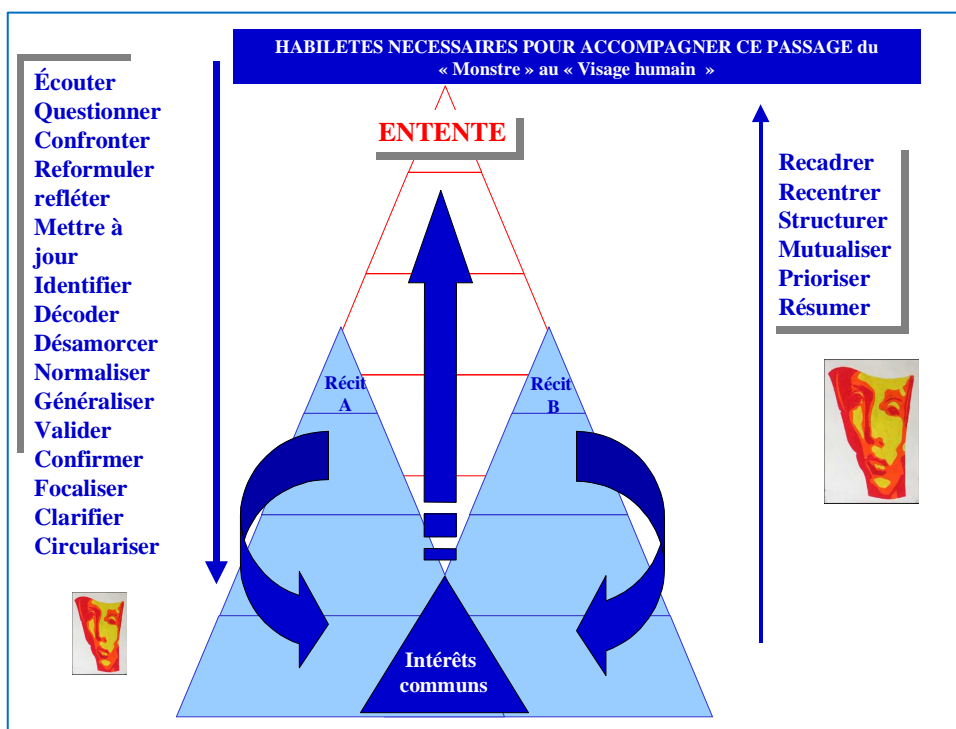 HABILETES NECESSAIRES POUR ACCOMPAGNER CE PASSAGE du
« Monstre » au « Visage humain »
Écouter
Questionner
Confronter
Reformuler
refléter
Mettre à
jour
Identifier
Décoder
Désamorcer
Normaliser
Généraliser
Valider
Confirmer
Focaliser
Clarifier
Circulariser
ENTENTE
Récit
A
Récit
B
Intérêts
communs
Recadrer
Recentrer
Structurer
Mutualiser
Prioriser
Résumer